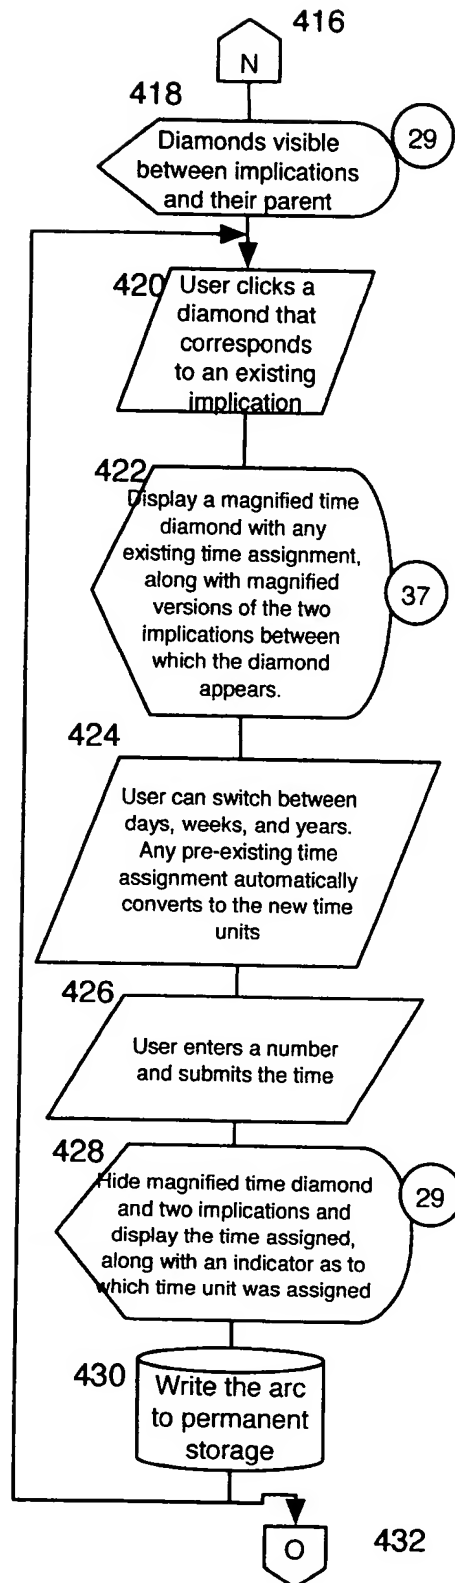 416
N
418
29
Diamonds visible
between implications
and their parent
420
User clicks a
diamond that
corresponds
to an existing
implication
422
Display a magnified time
diamond with any
existing time assignment,
along with magnified
versions of the two
implications between
which the diamond
appears.
37
424
User can switch between
days, weeks, and years.
Any pre-existing time
assignment automatically
converts to the new time
units
426
User enters a number
and submits the time
428
29
Hide magnified time diamond
and two implications and
display the time assigned,
along with an indicator as to
which time unit was assigned
430
Write the arc
to permanent
storage
O
432